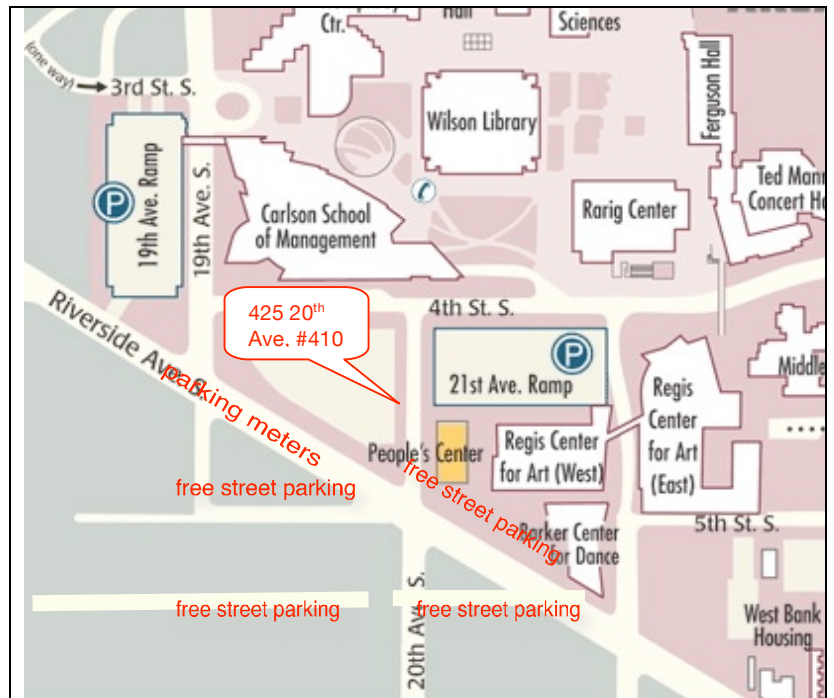 Ctr.
Hall
Sciences
(one way)
3rd St. S.
Wilson Library
Ferguson Hall
19th Ave. Ramp
P
19th Ave. S.
Carlson School
of Management
Rarig Center
Ted Mann
Concert Ha
Riverside Ave. S.
parking meters
425 20th
Ave. #410
4th St. S.
P
21st Ave. Ramp
Regis
Center
for Art
(East)
Middle
People's Center
Regis Center
for Art (West)
free street parking
free street parking
Barker Center
for Dance
5th St. S.
free street parking
free street parking
20th Ave. S.
West Bank
Housing